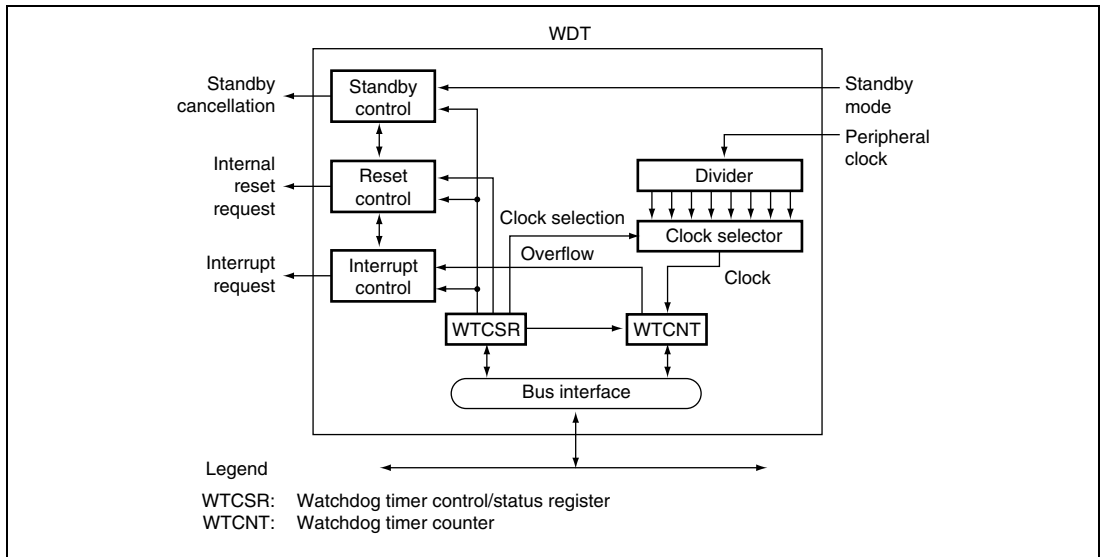 WDT
Standby
cancellation
Standby
control
Standby
mode
Peripheral
clock
Internal
reset
request
Reset
control
Divider
Clock selection
Clock selector
Interrupt
request
Interrupt
control
Overflow
Clock
WTCSR
WTCNT
Bus interface
Legend
WTCSR: Watchdog timer control/status register
WTCNT: Watchdog timer counter